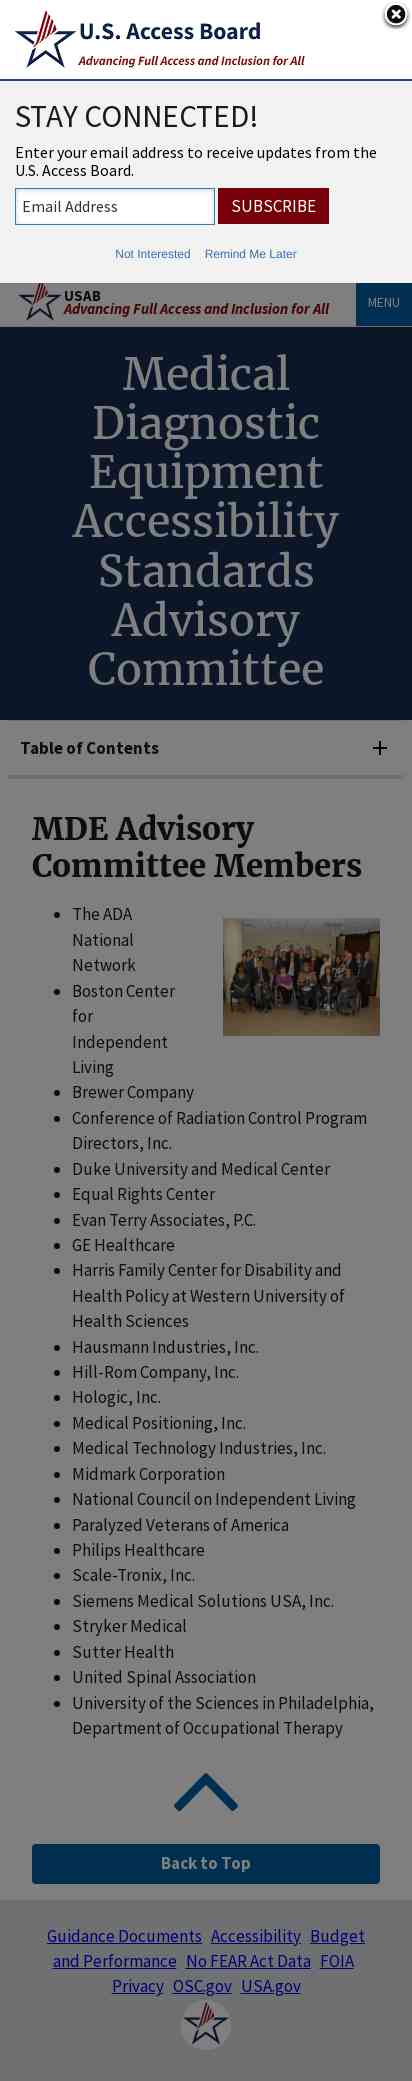 U.S. Access Board
Advancing Full Access and Inclusion for All
STAY CONNECTED!
Enter your email address to receive updates from the
U.S. Access Board.
Email Address
SUBSCRIBE
Not Interested Remind Me Later
USAB
Advancing Full Access and Inclusion for All
MENU
Medical
Diagnostic
Equipment
Accessibility
Standards
Advisory
Committee
Table of Contents
MDE Advisory
Committee Members
• The ADA
National
Network
• Boston Center
for
Independent
Living
• Brewer Company
• Conference of Radiation Control Program
Directors, Inc.
• Duke University and Medical Center
• Equal Rights Center
• Evan Terry Associates, P.C.
• GE Healthcare
• Harris Family Center for Disability and
Health Policy at Western University of
Health Sciences
• Hausmann Industries, Inc.
• Hill-Rom Company, Inc.
• Hologic, Inc.
• Medical Positioning, Inc.
• Medical Technology Industries, Inc.
• Midmark Corporation
• National Council on Independent Living
• Paralyzed Veterans of America
• Philips Healthcare
• Scale-Tronix, Inc.
• Siemens Medical Solutions USA, Inc.
• Stryker Medical
• Sutter Health
• United Spinal Association
• University of the Sciences in Philadelphia,
Department of Occupational Therapy
Back to Top
Guidance Documents Accessibility Budget
and Performance No FEAR Act Data FOIA
Privacy OSC.gov USA.gov